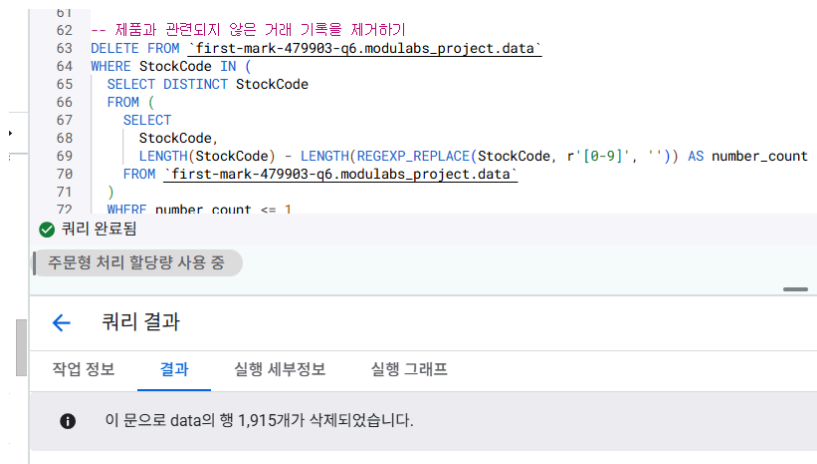 61
62 -- 제품과 관련되지 않은 거래 기록을 제거하기
63 DELETE FROM `first-mark-479903-q6.modulabs_project.data`
64 WHERE StockCode IN (
65 SELECT DISTINCT StockCode
66 FROM (
67 SELECT
68 StockCode,
69 LENGTH(StockCode) - LENGTH(REGEXP_REPLACE(StockCode, r'[0-9]', '')) AS number_count
70 FROM `first-mark-479903-q6.modulabs_project.data`
71 )
72 WHERE number_count <= 1
쿼리 완료됨
주문형 처리 할당량 사용 중
쿼리 결과
작업 정보 결과 실행 세부정보 실행 그래프
이 문으로 data의 행 1,915개가 삭제되었습니다.